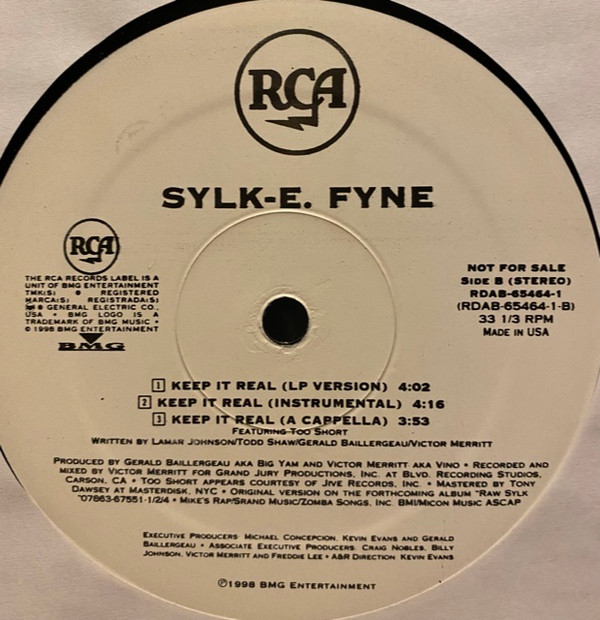 RCA
SYLK-E. FYNE
RCA
THE RCA RECORDS LABEL IS A
UNIT OF BMG ENTERTAINMENT
TMK(S) ® REGISTERED
MARCA(S) REGISTRADA(S)
® GENERAL ELECTRIC CO.,
USA • BMG LOGO IS A
TRADEMARK OF BMG MUSIC •
© 1998 BMG ENTERTAINMENT
BMG
NOT FOR SALE
SIDE B (STEREO)
RDAB-65464-1
(RDAB-65464-1-B)
33 1/3 RPM
MADE IN USA
1 KEEP IT REAL (LP VERSION) 4:02
2 KEEP IT REAL (INSTRUMENTAL) 4:16
3 KEEP IT REAL (A CAPPELLA) 3:53
FEATURING TOO SHORT
WRITTEN BY LAMAR JOHNSON/TODD SHAW/GERALD BAILLERGEAU/VICTOR MERRITT
PRODUCED BY GERALD BAILLERGEAU AKA BIG YAM AND VICTOR MERRITT AKA VINO • RECORDED AND
MIXED BY VICTOR MERRITT FOR GRAND JURY PRODUCTIONS, INC. AT BLVD. RECORDING STUDIOS,
CARSON, CA • TOO SHORT APPEARS COURTESY OF JIVE RECORDS, INC. • MASTERED BY TONY
DAWSEY AT MASTERDISK, NYC • ORIGINAL VERSION ON THE FORTHCOMING ALBUM "RAW SYLK
"07863-67551-1/2/4 • MIKE'S RAP/SRAND MUSIC/ZOMBA SONGS, INC. BMI/MICON MUSIC ASCAP
EXECUTIVE PRODUCERS: MICHAEL CONCEPCION, KEVIN EVANS AND GERALD
BAILLERGEAU • ASSOCIATE EXECUTIVE PRODUCERS: CRAIG NOBLES, BILLY
JOHNSON, VICTOR MERRITT AND FREDDIE LEE • A&R DIRECTION: KEVIN EVANS
℗1998 BMG ENTERTAINMENT